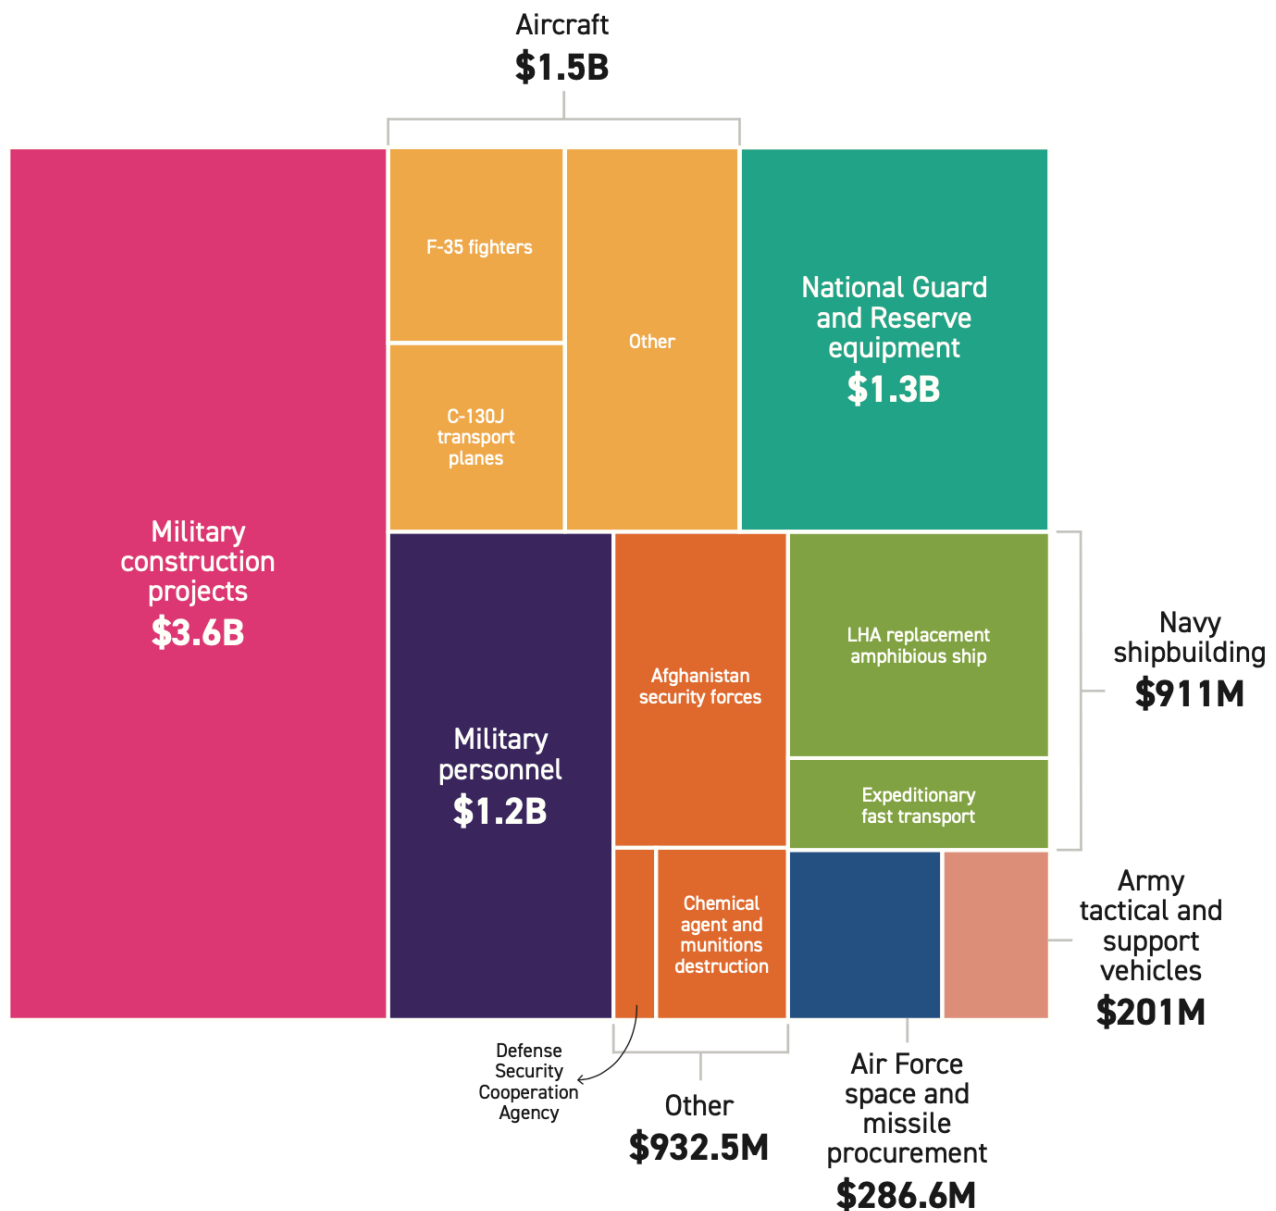 Aircraft
$1.5B
F-35 fighters
Other
C-130J
transport
planes
National Guard
and Reserve
equipment
$1.3B
Military
construction
projects
$3.6B
Military
personnel
$1.2B
Afghanistan
security forces
LHA replacement
amphibious ship
Expeditionary
fast transport
Navy
shipbuilding
$911M
Chemical
agent and
munitions
destruction
Army
tactical and
support
vehicles
$201M
Defense
Security
Cooperation
Agency
Other
$932.5M
Air Force
space and
missile
procurement
$286.6M